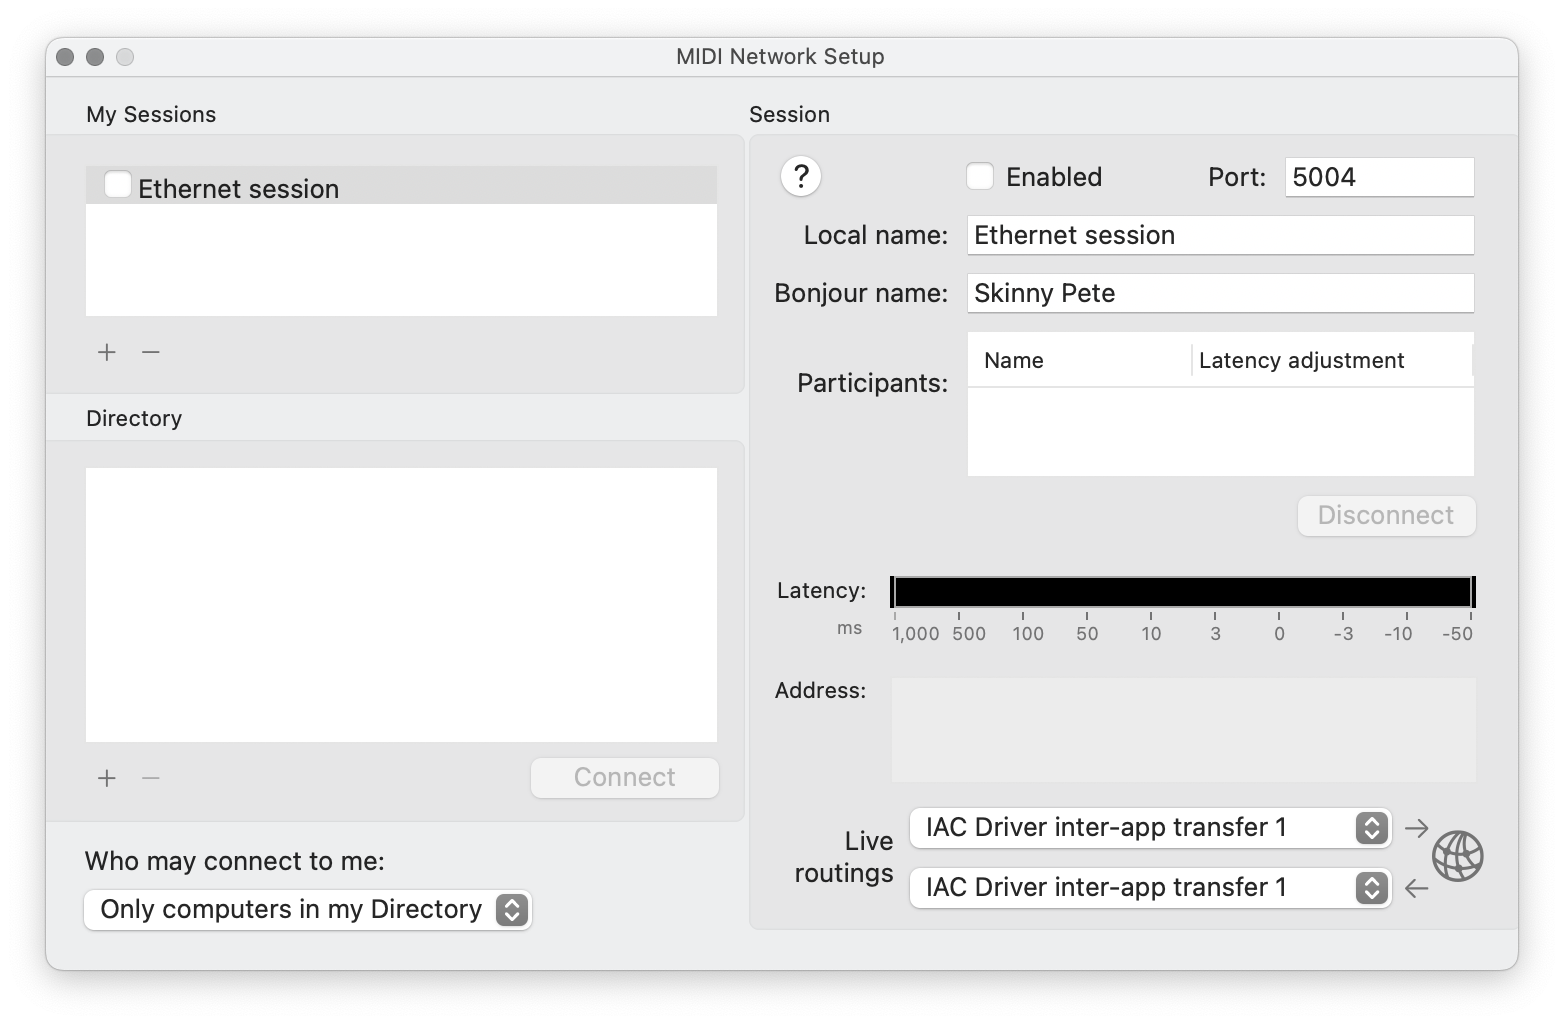 MIDI Network Setup
My Sessions
Ethernet session
+ −
Directory
+ −
Connect
Who may connect to me:
Only computers in my Directory
Session
?
Enabled
Port: 5004
Local name: Ethernet session
Bonjour name: Skinny Pete
Participants:
Name Latency adjustment
Disconnect
Latency:
ms
1,000 500 100 50 10 3 0 -3 -10 -50
Address:
Live
routings
IAC Driver inter-app transfer 1 →
IAC Driver inter-app transfer 1 ←